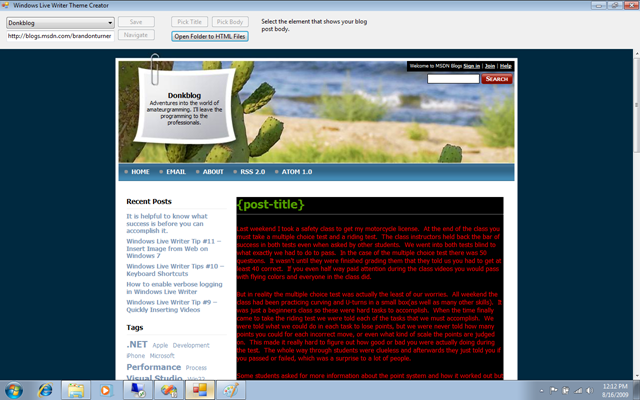 Windows Live Writer Theme Creator
Donkblog
Save
Pick Title
Pick Body
Select the element that shows your blog
post body.
http://blogs.msdn.com/brandonturner
Navigate
Open Folder to HTML Files
Welcome to MSDN Blogs Sign in | Join | Help
SEARCH
Donkblog
Adventures into the world of
amateurgramming. I'll leave the
programming to the
professionals.
HOME
EMAIL
ABOUT
RSS 2.0
ATOM 1.0
Recent Posts
It is helpful to know what
success is before you can
accomplish it.
Windows Live Writer Tip #11 –
Insert Image from Web on
Windows 7
Windows Live Writer Tips #10 –
Keyboard Shortcuts
How to enable verbose logging
in Windows Live Writer
Windows Live Writer Tip #9 –
Quickly Inserting Videos
Tags
.NET Apple Development
iPhone Microsoft
Performance Process
Visual Studio Win32
{post-title}
Last weekend I took a safety class to get my motorcycle license. At the end of the class you
must take a multiple choice test and a riding test. The class instructors held back the bar of
success in both tests even when asked by other students. We went into both tests blind to
what exactly we had to do to pass. In the case of the multiple choice test there was 50
questions. It wasn't until they were finished grading them that they told us you had to get at
least 40 correct. If you even half way paid attention during the class videos you would pass
with flying colors and everyone in the class did.
But in reality the multiple choice test was actually the least of our worries. All weekend the
class had been practicing curving and U-turns in a small box(as well as many other skills). It
was just a beginners class so these were hard tasks to accomplish. When the time finally
came to take the riding test we were told each of the tasks that we must accomplish. We
were told what we could do in each task to lose points, but we were never told how many
points you could for each incorrect move, or even what kind of scale the points are judged
on. This made it really hard to figure out how good or bad you were actually doing during
the test. The whole way through students were clueless and afterwards they just told you if
you passed or failed, which was a surprise to a lot of people.
Some students asked for more information about the point system and how it worked out but
12:12 PM
8/16/2009